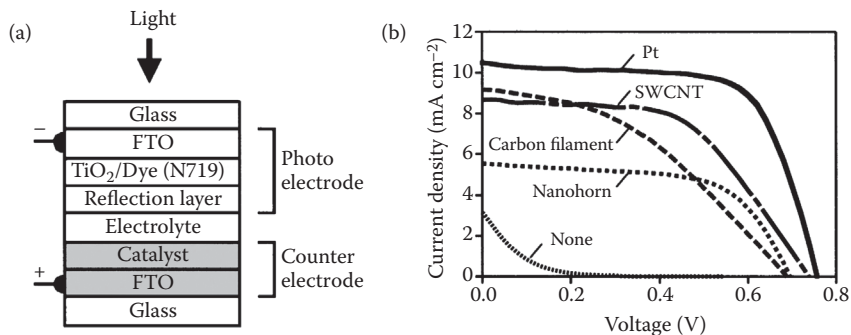 (a)
Light
Glass
FTO
TiO₂/Dye (N719)
Reflection layer
Electrolyte
Catalyst
FTO
Glass
−
+
Photo
electrode
Counter
electrode
(b)
Current density (mA cm⁻²)
12
10
8
6
4
2
0
0.0
0.2
0.4
0.6
0.8
Voltage (V)
Pt
SWCNT
Carbon filament
Nanohorn
None